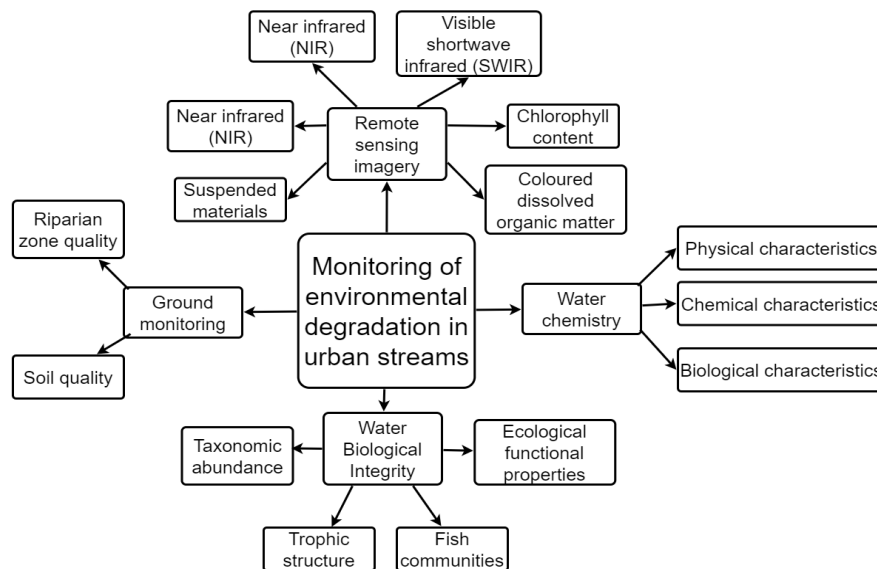 Near infrared
(NIR)
Visible
shortwave
infrared (SWIR)
Near infrared
(NIR)
Remote
sensing
imagery
Chlorophyll
content
Suspended
materials
Coloured
dissolved
organic matter
Riparian
zone quality
Monitoring of
environmental
degradation in
urban streams
Physical characteristics
Ground
monitoring
Water
chemistry
Chemical characteristics
Soil quality
Biological characteristics
Taxonomic
abundance
Water
Biological
Integrity
Ecological
functional
properties
Trophic
structure
Fish
communities